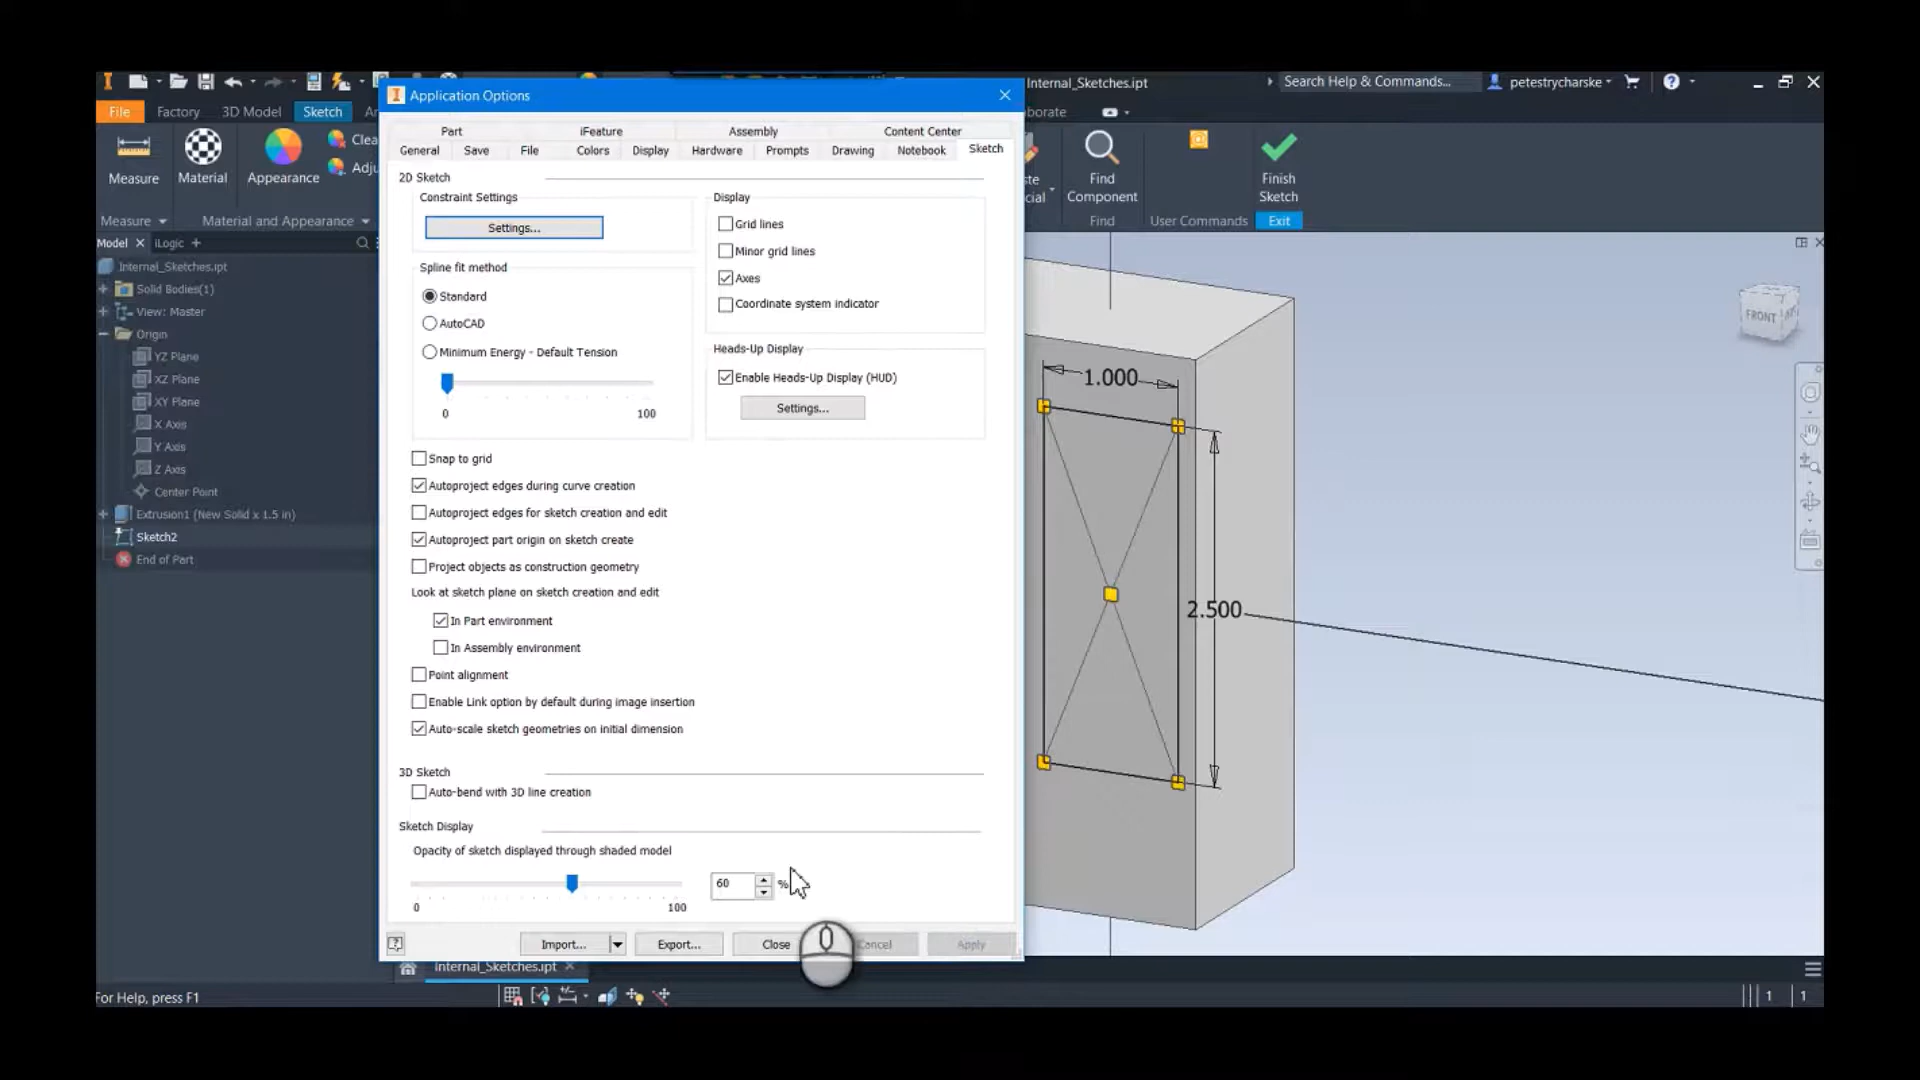 Internal_Sketches.ipt
Search Help & Commands...
petestrycharske
File
Factory
3D Model
Sketch
Application Options
Part
iFeature
Assembly
Content Center
General
Save
File
Colors
Display
Hardware
Prompts
Drawing
Notebook
Sketch
Measure
Material
Appearance
Find
Component
Finish
Sketch
Measure
Material and Appearance
Find
User Commands
Exit
Model
iLogic
Internal_Sketches.ipt
Solid Bodies(1)
View: Master
Origin
YZ Plane
XZ Plane
XY Plane
X Axis
Y Axis
Z Axis
Center Point
Extrusion1 (New Solid x 1.5 in)
Sketch2
End of Part
2D Sketch
Constraint Settings
Settings...
Spline fit method
Standard
AutoCAD
Minimum Energy - Default Tension
0
100
Display
Grid lines
Minor grid lines
Axes
Coordinate system indicator
Heads-Up Display
Enable Heads-Up Display (HUD)
Settings...
Snap to grid
Autoproject edges during curve creation
Autoproject edges for sketch creation and edit
Autoproject part origin on sketch create
Project objects as construction geometry
Look at sketch plane on sketch creation and edit
In Part environment
In Assembly environment
Point alignment
Enable Link option by default during image insertion
Auto-scale sketch geometries on initial dimension
3D Sketch
Auto-bend with 3D line creation
Sketch Display
Opacity of sketch displayed through shaded model
60
%
0
100
Import...
Export...
Close
Cancel
Apply
1.000
2.500
FRONT
Internal_Sketches.ipt
For Help, press F1
1
1